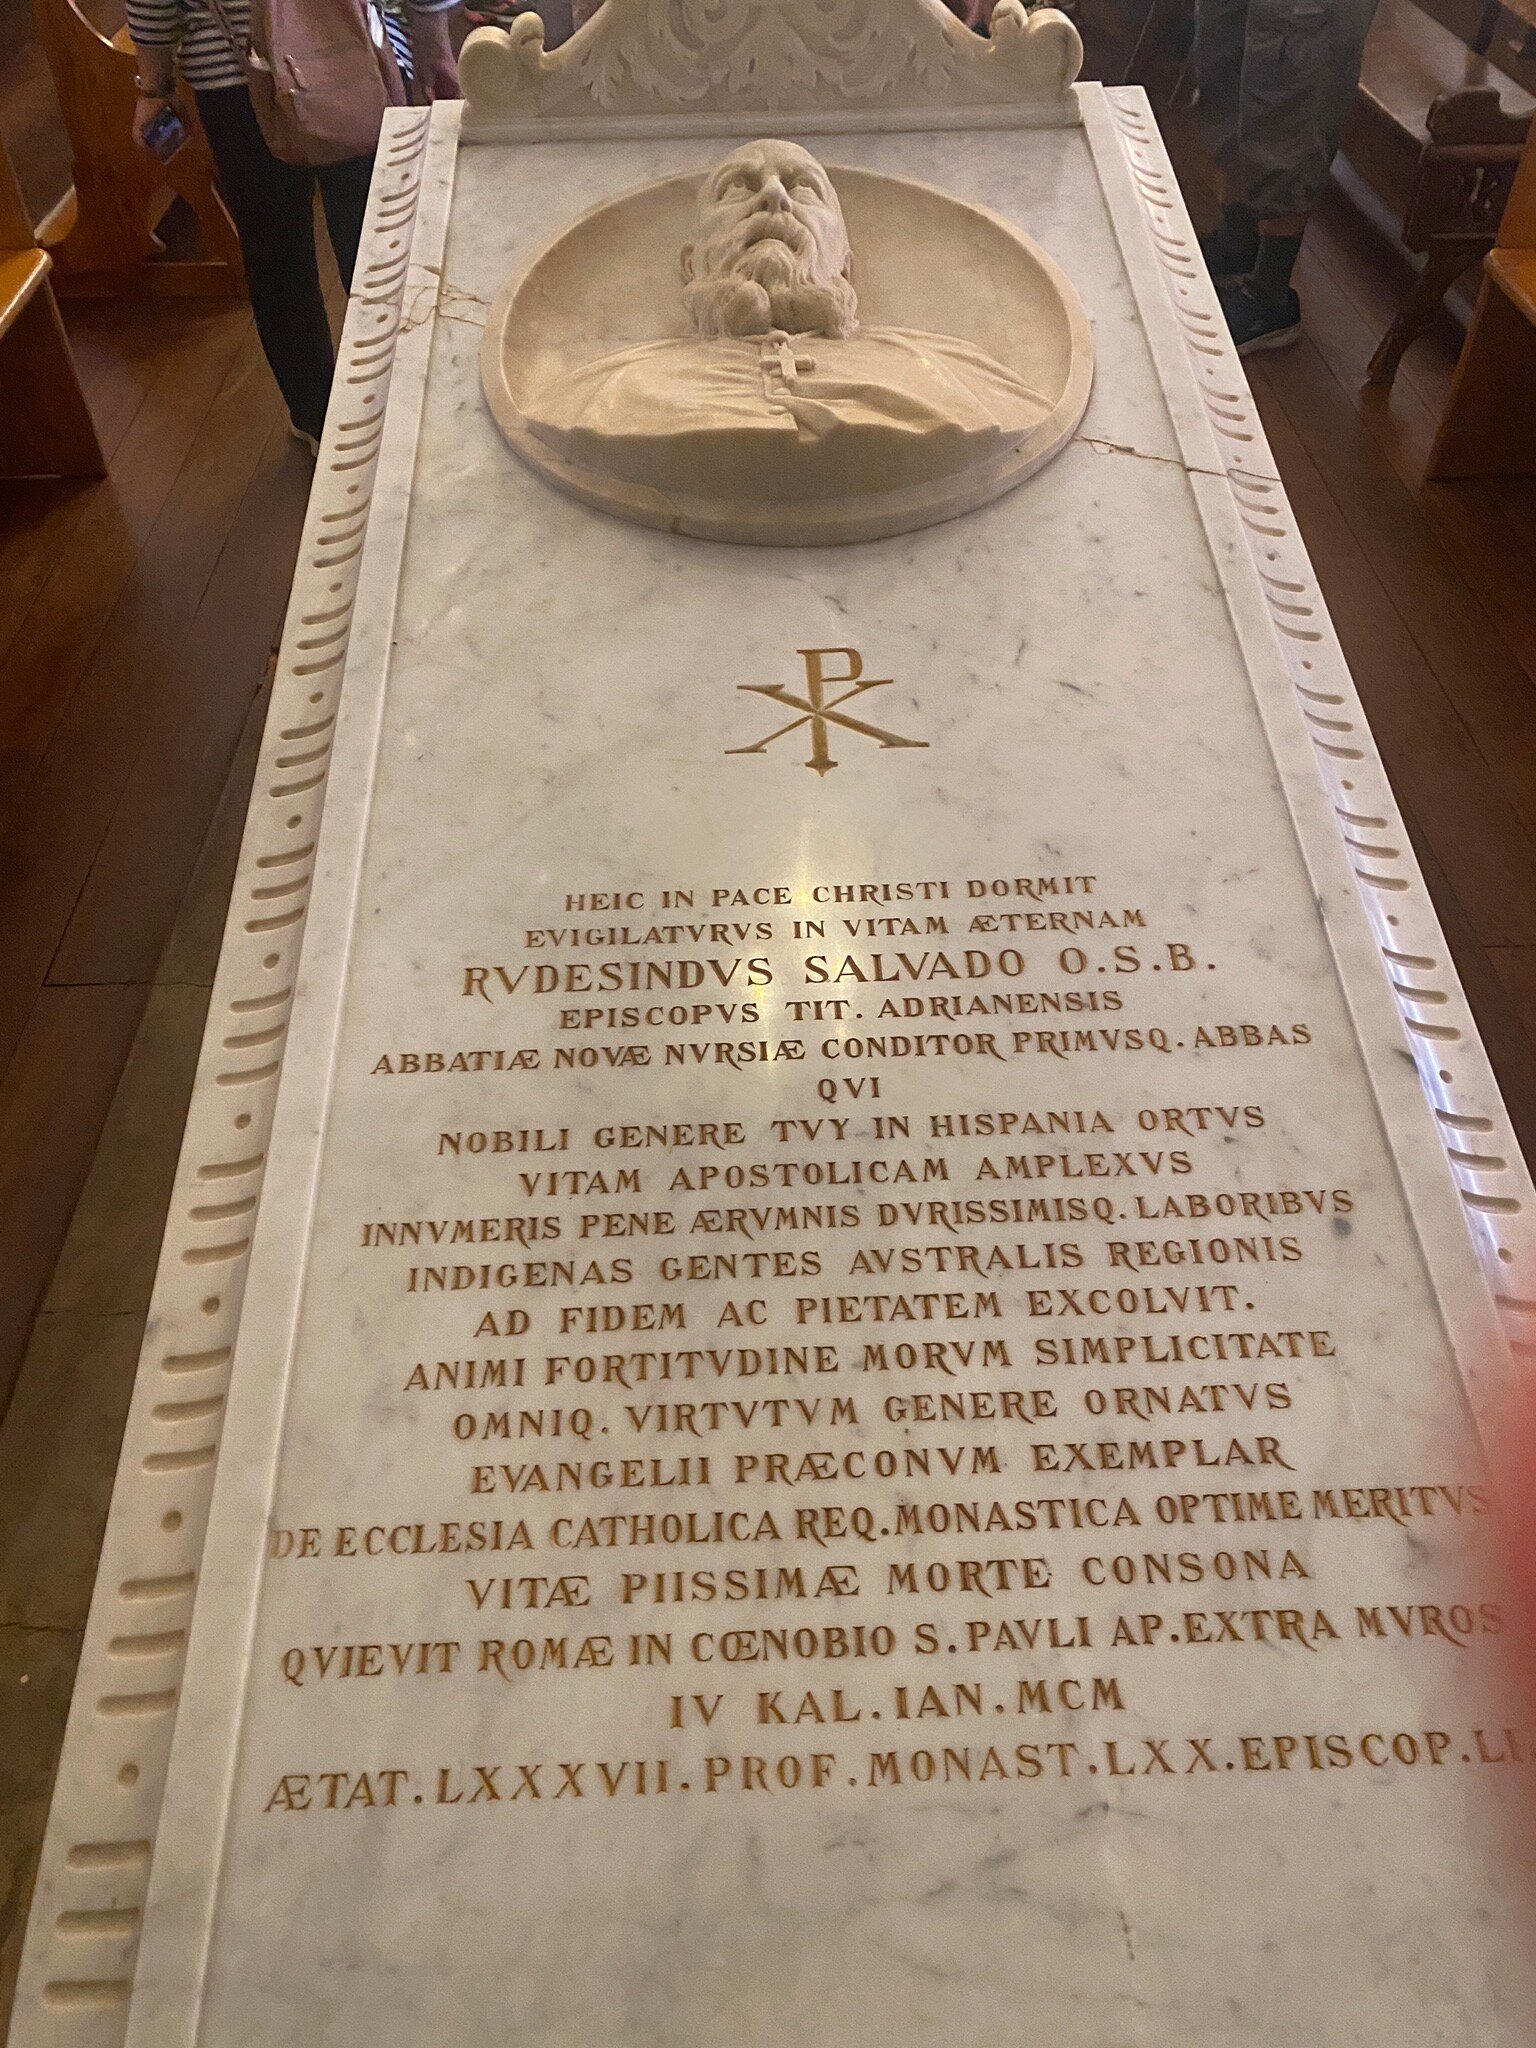 HEIC IN PACE CHRISTI DORMIT
EVIGILATVRVS IN VITAM ÆTERNAM
RVDESINDVS SALVADO O.S.B.
EPISCOPVS TIT. ADRIANENSIS
ABBATIÆ NOVÆ NVRSIÆ CONDITOR PRIMVSQ. ABBAS
QVI
NOBILI GENERE TVY IN HISPANIA ORTVS
VITAM APOSTOLICAM AMPLEXVS
INNVMERIS PENE ÆRVMNIS DVRISSIMISQ. LABORIBVS
INDIGENAS GENTES AVSTRALIS REGIONIS
AD FIDEM AC PIETATEM EXCOLVIT.
ANIMI FORTITVDINE MORVM SIMPLICITATE
OMNIQ. VIRTVTVM GENERE ORNATVS
EVANGELII PRÆCONVM EXEMPLAR
DE ECCLESIA CATHOLICA REQ. MONASTICA OPTIME MERITVS
VITÆ PIISSIMÆ MORTE CONSONA
QVIEVIT ROMÆ IN CŒNOBIO S. PAVLI AP. EXTRA MVROS
IV KAL. IAN. MCM
ÆTAT. LXXXVII. PROF. MONAST. LXX. EPISCOP.